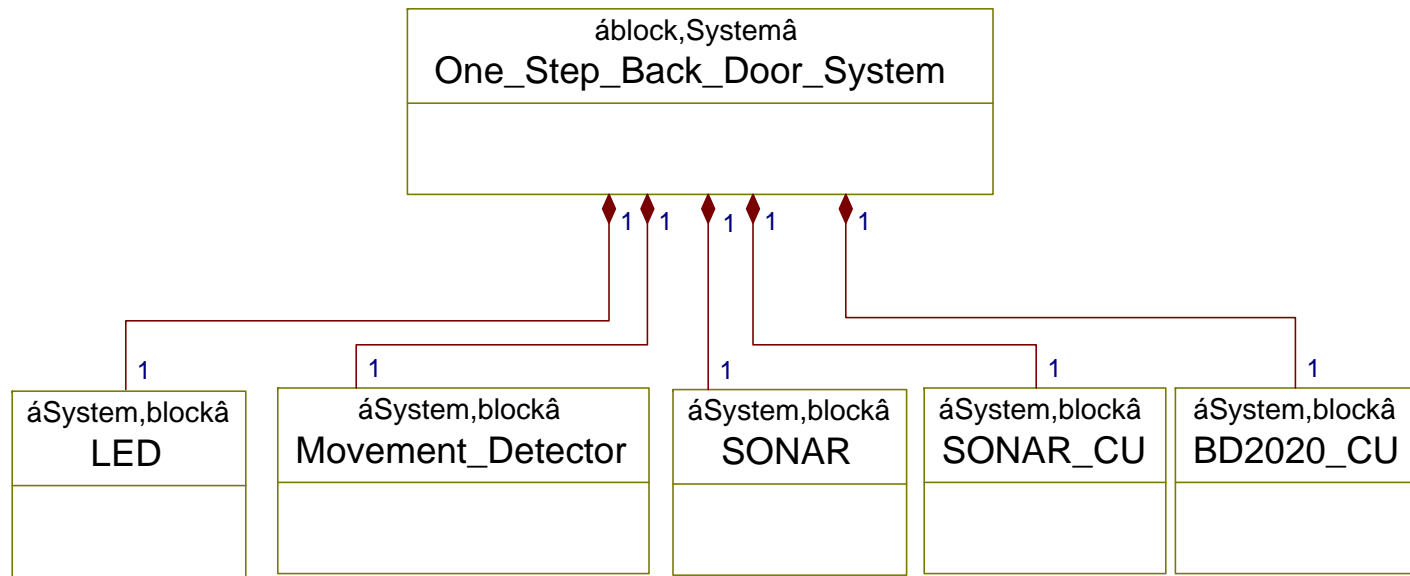 áblock,Systemâ
One_Step_Back_Door_System
1 1 1 1 1
1 1 1 1 1
áSystem,blockâ
LED
áSystem,blockâ
Movement_Detector
áSystem,blockâ
SONAR
áSystem,blockâ
SONAR_CU
áSystem,blockâ
BD2020_CU